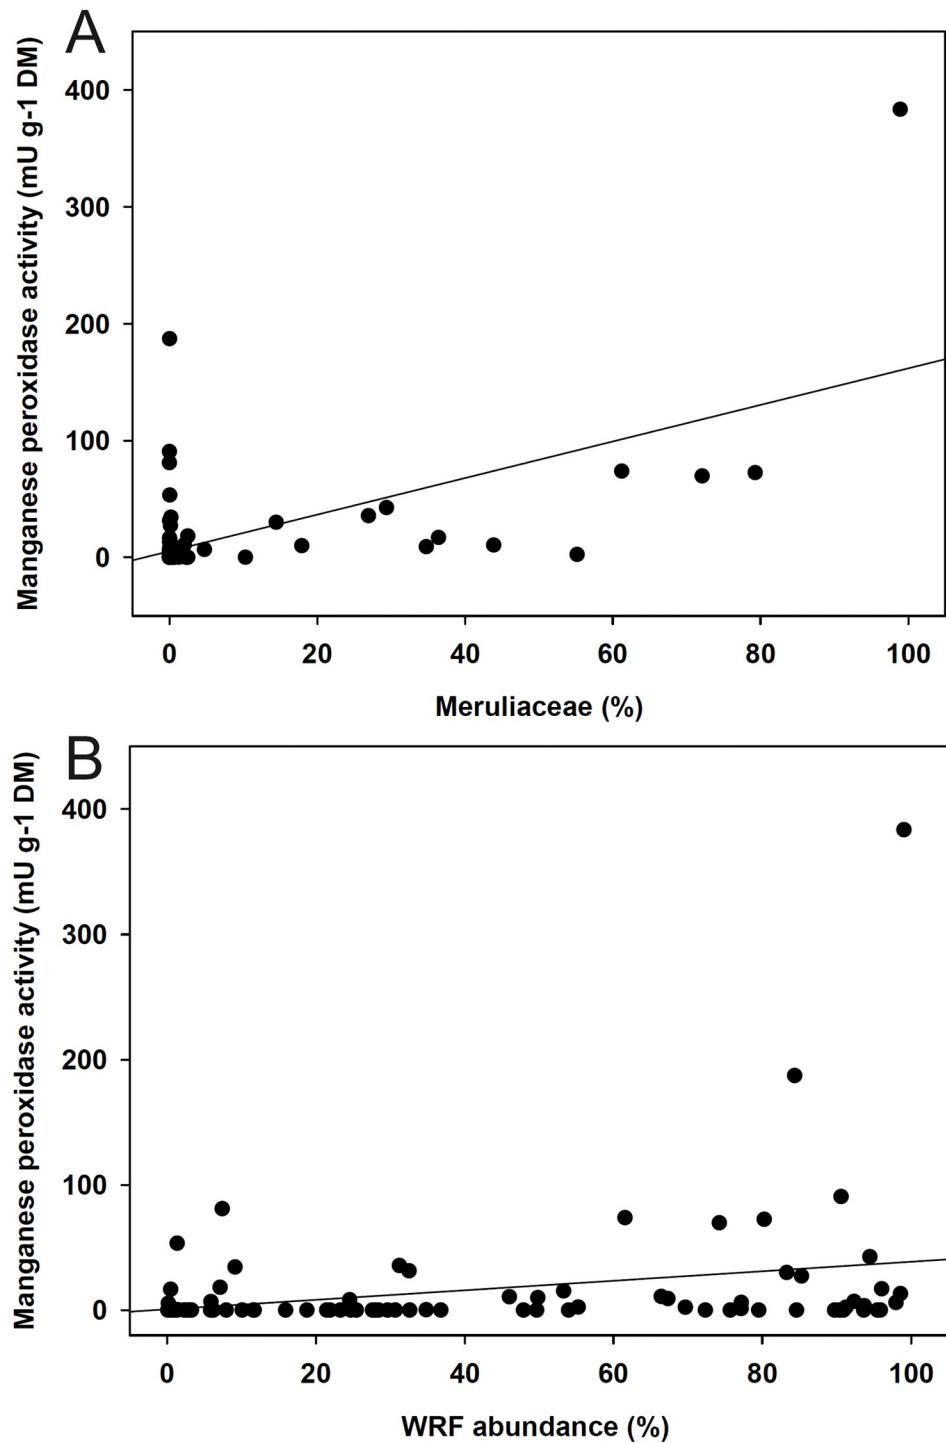 A
Manganese peroxidase activity (mU g-1 DM)
400
300
200
100
0
0 20 40 60 80 100
Meruliaceae (%)
B
Manganese peroxidase activity (mU g-1 DM)
400
300
200
100
0
0 20 40 60 80 100
WRF abundance (%)